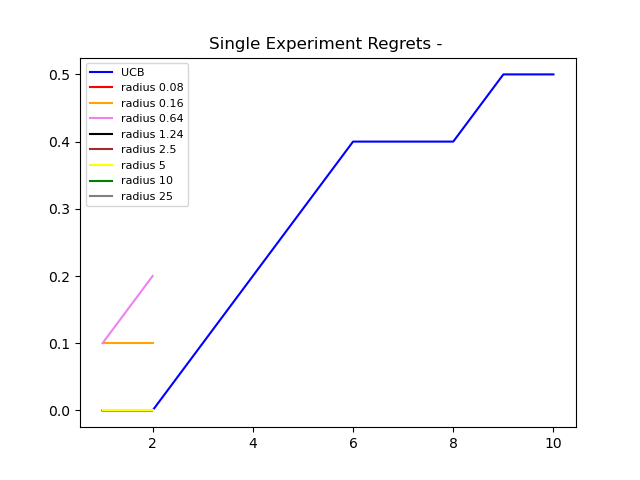 Single Experiment Regrets -
0.5
0.4
0.3
0.2
0.1
0.0
UCB
radius 0.08
radius 0.16
radius 0.64
radius 1.24
radius 2.5
radius 5
radius 10
radius 25
2 4 6 8 10